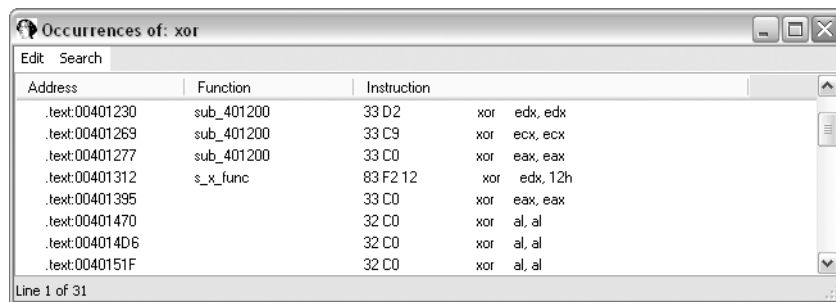 Occurrences of: xor
Edit Search
Address Function Instruction
.text:00401230 sub_401200 33 D2 xor edx, edx
.text:00401269 sub_401200 33 C9 xor ecx, ecx
.text:00401277 sub_401200 33 C0 xor eax, eax
.text:00401312 s_x_func 83 F2 12 xor edx, 12h
.text:00401395 33 C0 xor eax, eax
.text:00401470 32 C0 xor al, al
.text:004014D6 32 C0 xor al, al
.text:0040151F 32 C0 xor al, al
Line 1 of 31